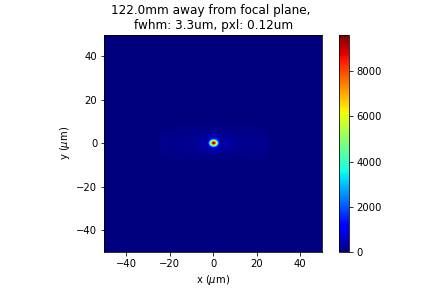 122.0mm away from focal plane,
fwhm: 3.3um, pxl: 0.12um
40
20
0
−20
−40
y (μm)
−40 −20 0 20 40
x (μm)
8000
6000
4000
2000
0